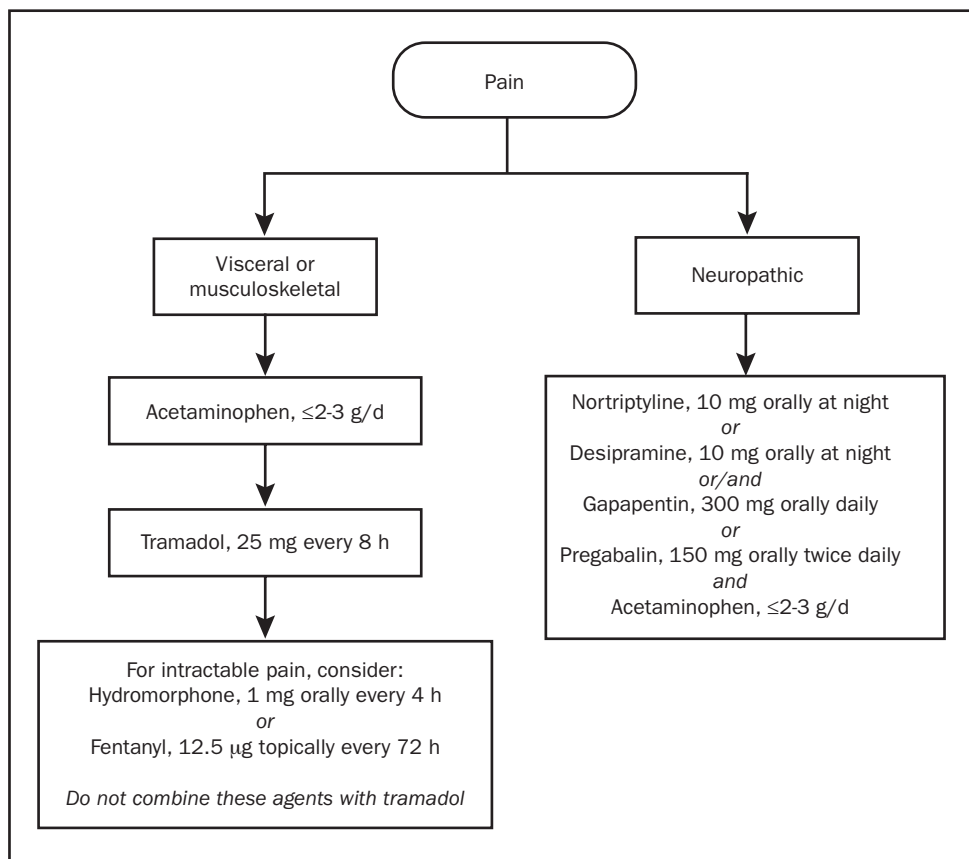 Pain
Visceral or
musculoskeletal
Acetaminophen, ≤2-3 g/d
Tramadol, 25 mg every 8 h
For intractable pain, consider:
Hydromorphone, 1 mg orally every 4 h
or
Fentanyl, 12.5 μg topically every 72 h
Do not combine these agents with tramadol
Neuropathic
Nortriptyline, 10 mg orally at night
or
Desipramine, 10 mg orally at night
or/and
Gapapentin, 300 mg orally daily
or
Pregabalin, 150 mg orally twice daily
and
Acetaminophen, ≤2-3 g/d